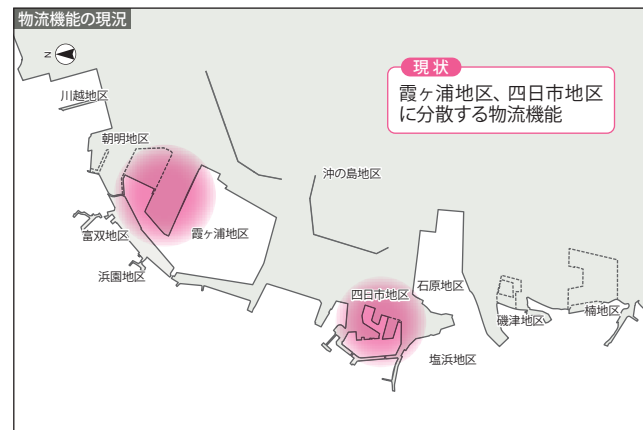 物流機能の現況
N
現状
霞ヶ浦地区、四日市地区
に分散する物流機能
川越地区
朝明地区
沖の島地区
富双地区
霞ヶ浦地区
浜園地区
石原地区
四日市地区
磯津地区
楠地区
塩浜地区